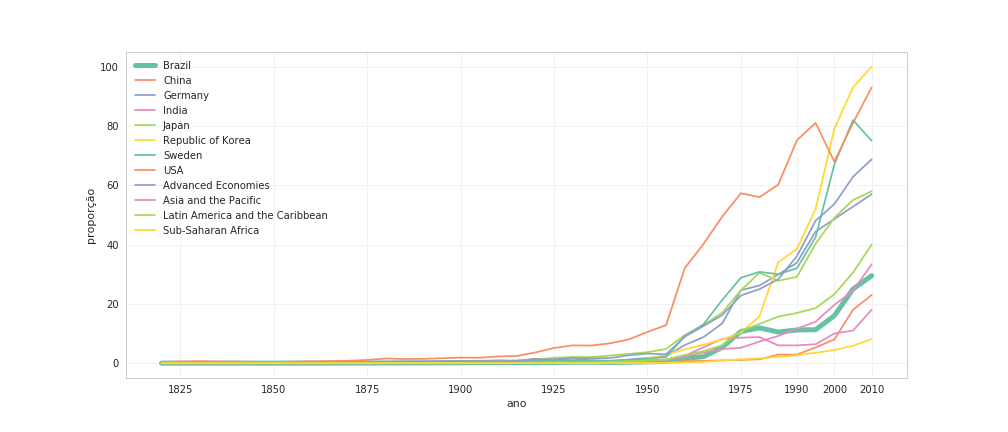 100
80
60
40
20
0
proporção
Brazil
China
Germany
India
Japan
Republic of Korea
Sweden
USA
Advanced Economies
Asia and the Pacific
Latin America and the Caribbean
Sub-Saharan Africa
1825 1850 1875 1900 1925 1950 1975 1990 2000 2010
ano